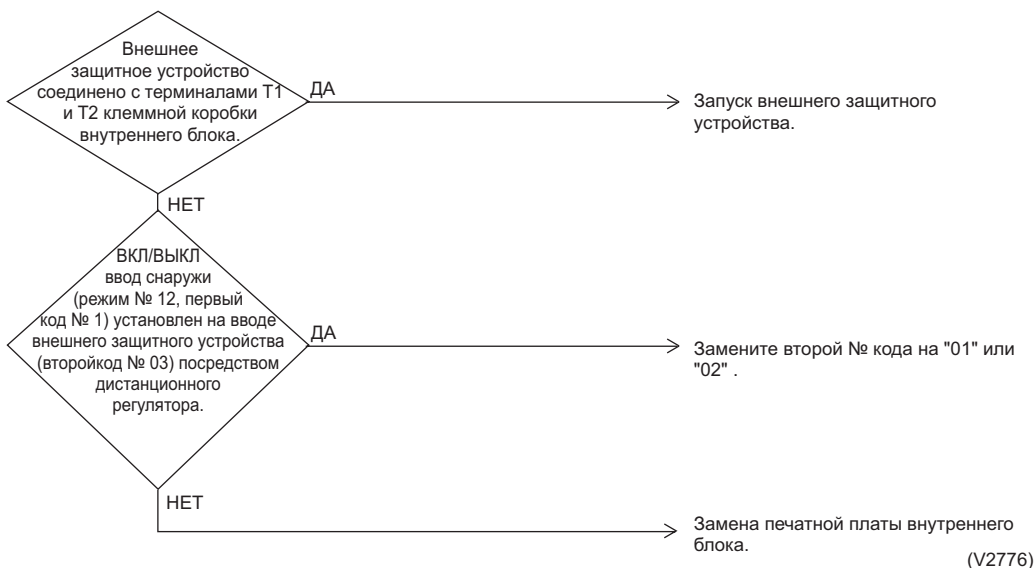 Внешнее
защитное устройство
соединено с терминалами T1
и T2 клеммной коробки
внутреннего блока.
ДА
Запуск внешнего защитного
устройства.
НЕТ
ВКЛ/ВЫКЛ
ввод снаружи
(режим № 12, первый
код № 1) установлен на вводе
внешнего защитного устройства
(второйкод № 03) посредством
дистанционного
регулятора.
ДА
Замените второй № кода на "01" или
"02" .
НЕТ
Замена печатной платы внутреннего
блока.
(V2776)